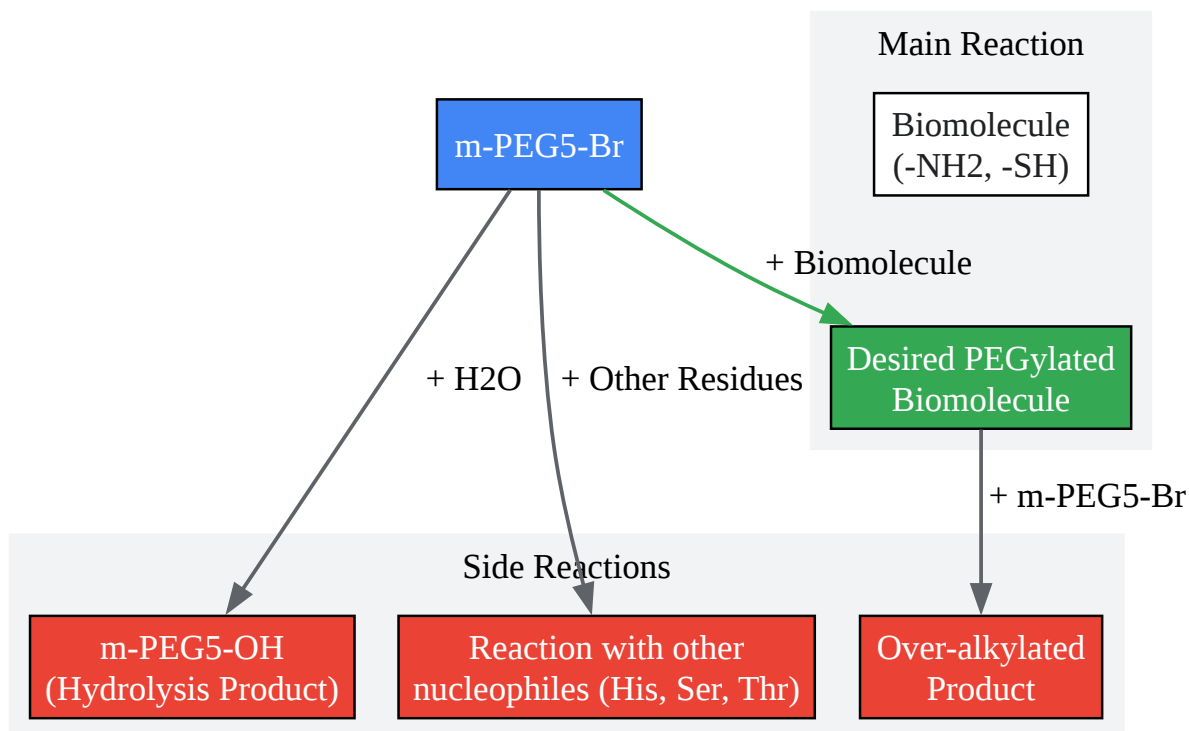 Main Reaction
m-PEG5-Br
Biomolecule
(-NH2, -SH)
+ Biomolecule
Desired PEGylated
Biomolecule
+ H2O
+ Other Residues
+ m-PEG5-Br
Side Reactions
m-PEG5-OH
(Hydrolysis Product)
Reaction with other
nucleophiles (His, Ser, Thr)
Over-alkylated
Product